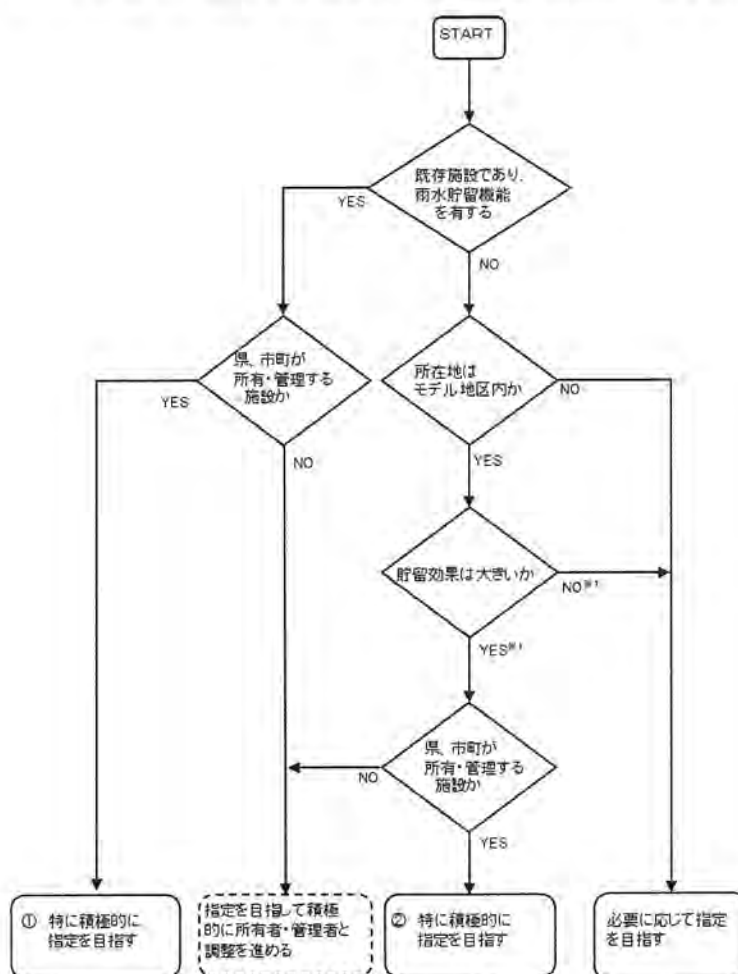 START
既存施設であり、
雨水貯留機能
を有する
YES
NO
県、市町が
所有・管理する
施設か
YES
NO
所在地は
モデル地区内か
NO
YES
貯留効果は大きいか
NO※1
YES※1
県、市町が
所有・管理する
施設か
NO
YES
① 特に積極的に
指定を目指す
指定を目指して積極
的に所有者・管理者と
調整を進める
② 特に積極的に
指定を目指す
必要に応じて指定
を目指す